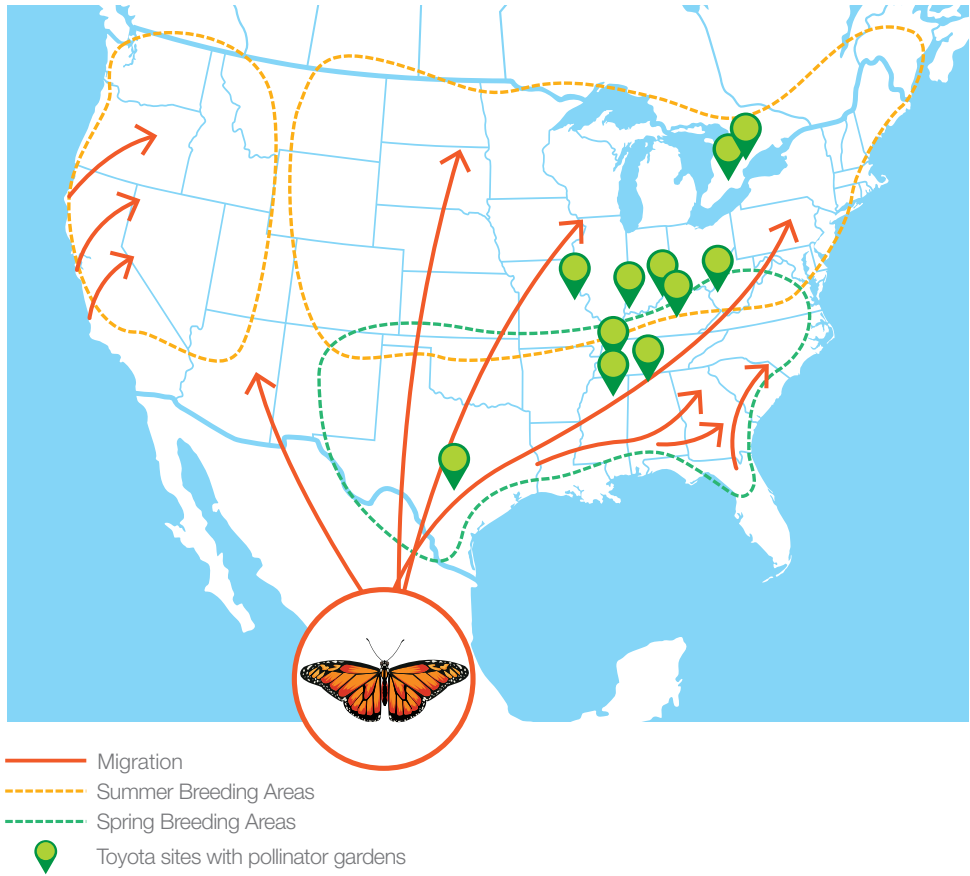 Migration
Summer Breeding Areas
Spring Breeding Areas
Toyota sites with pollinator gardens